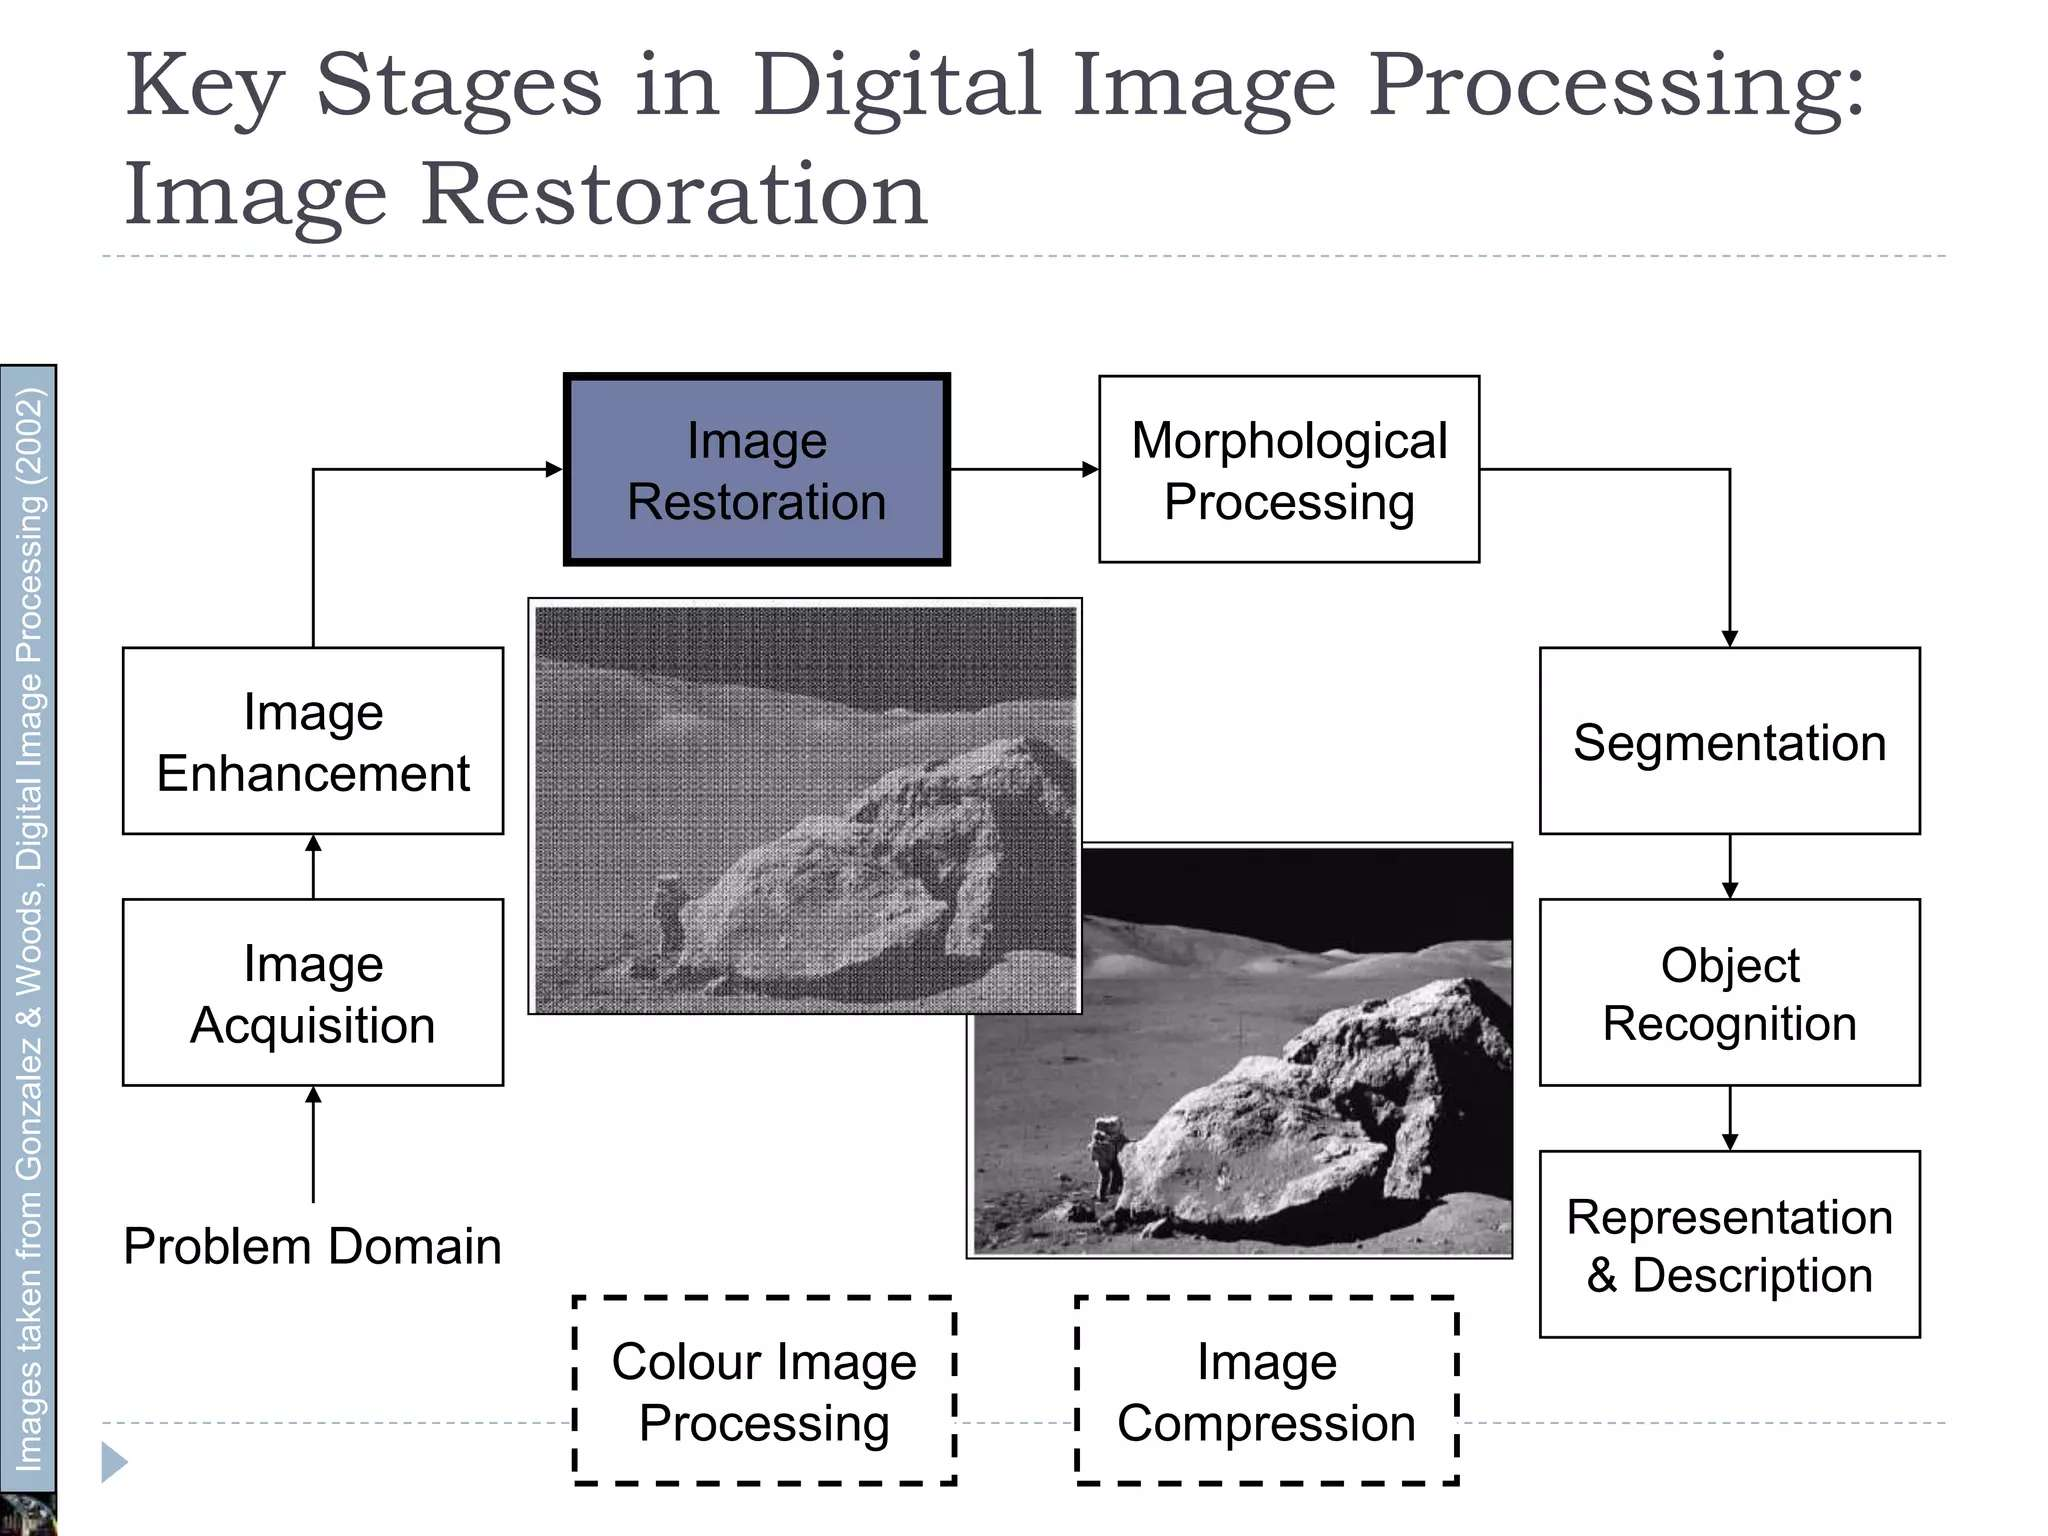 Key Stages in Digital Image Processing:
Image Restoration
Images taken from Gonzalez & Woods, Digital Image Processing (2002)
Image
Restoration
Morphological
Processing
Image
Enhancement
Segmentation
Image
Acquisition
Object
Recognition
Problem Domain
Representation
& Description
Colour Image
Processing
Image
Compression